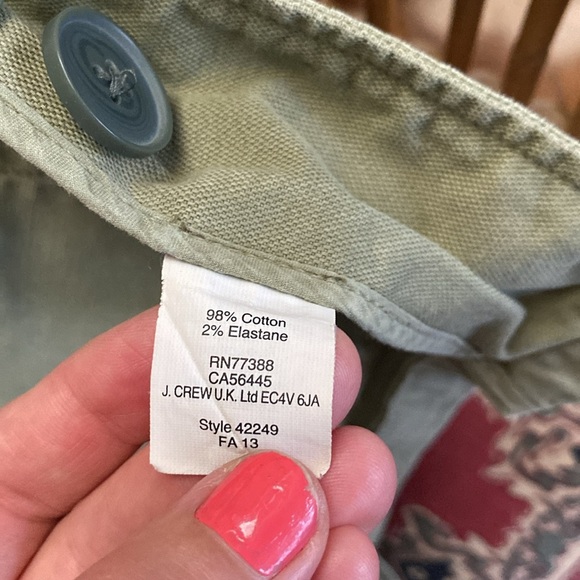 98% Cotton
2% Elastane
RN77388
CA56445
J. CREW U.K. Ltd EC4V 6JA
Style 42249
FA 13